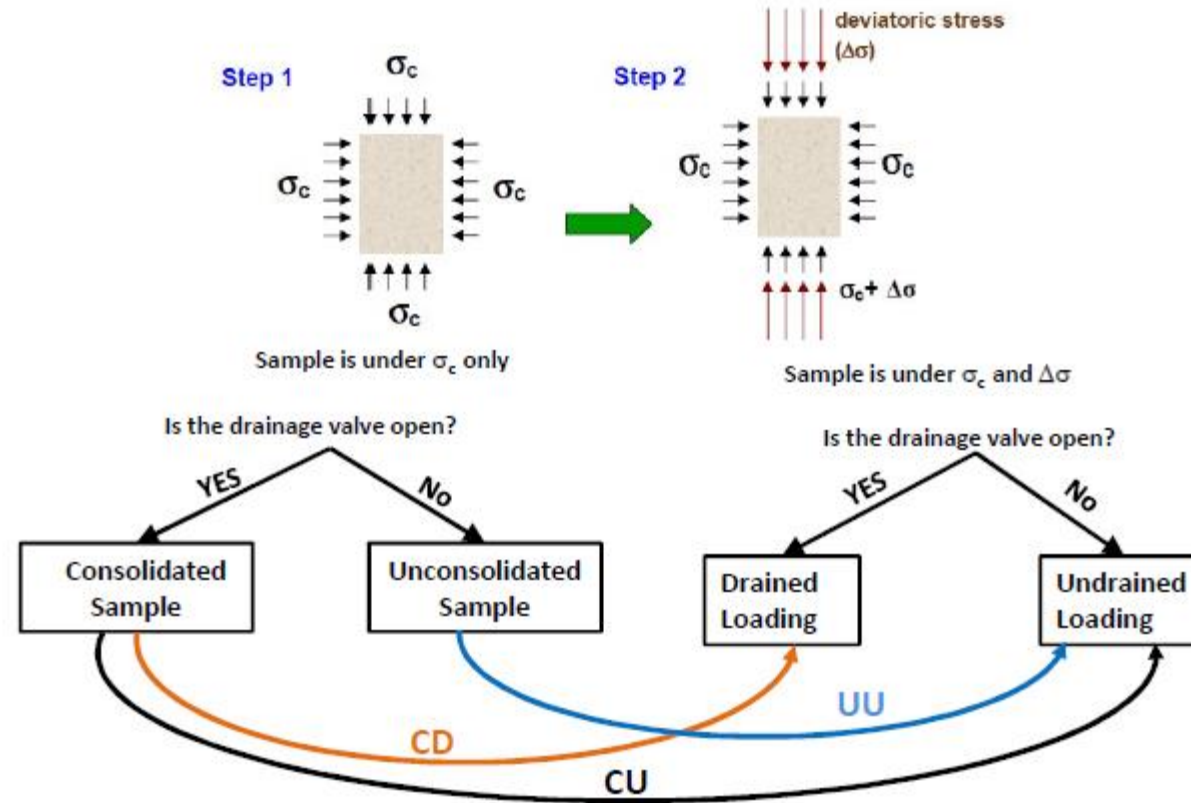 deviatoric stress
(Δσ)
Step 1
σc
Step 2
σc
σc
σc
σc
σc
σc + Δσ
Sample is under σc only
Sample is under σc and Δσ
Is the drainage valve open?
Is the drainage valve open?
YES
No
YES
No
Consolidated
Sample
Unconsolidated
Sample
Drained
Loading
Undrained
Loading
UU
CD
CU